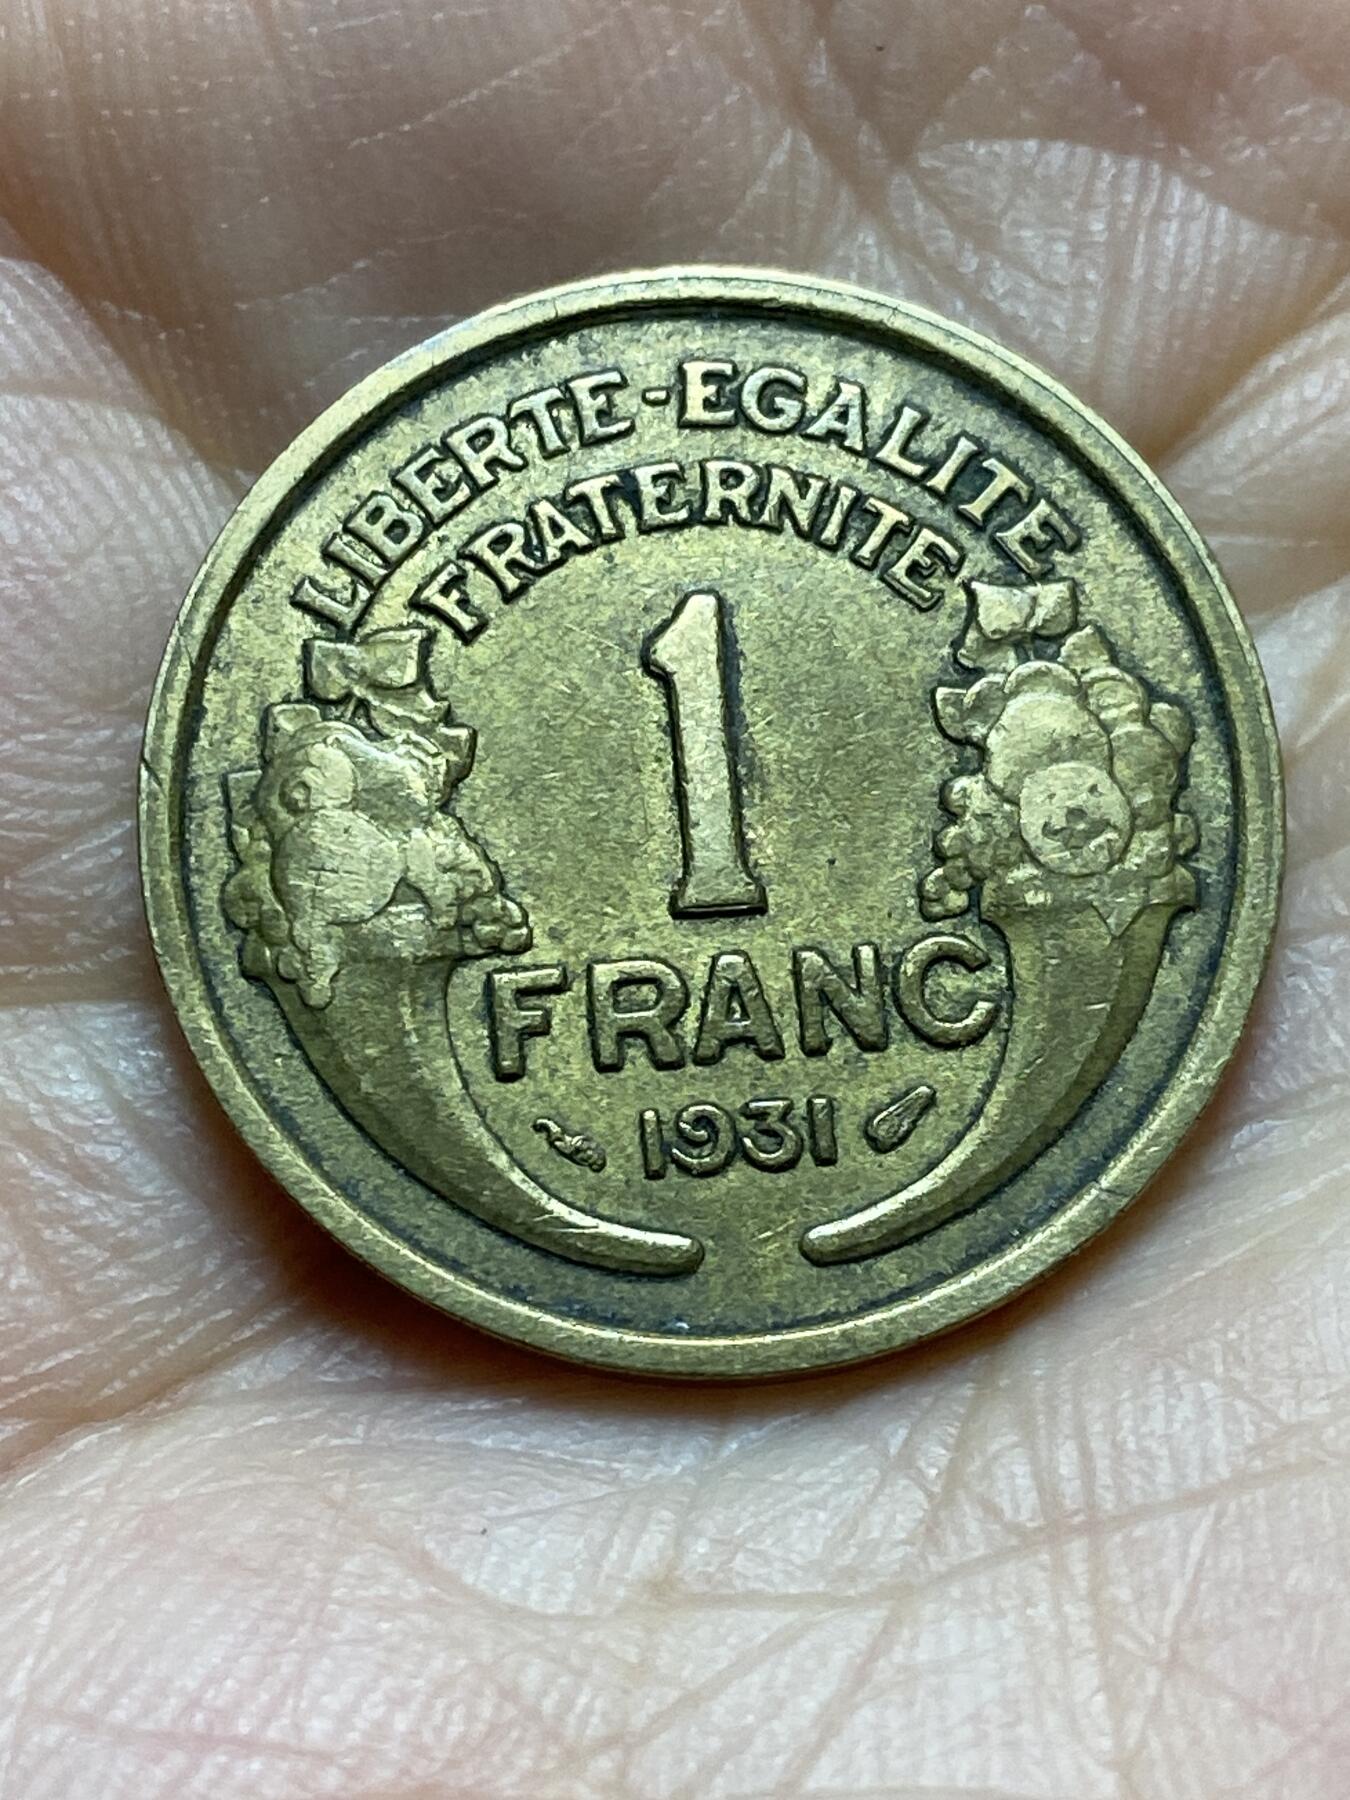 LIBERTE-EGALITE
FRATERNITE
1
FRANC
1931